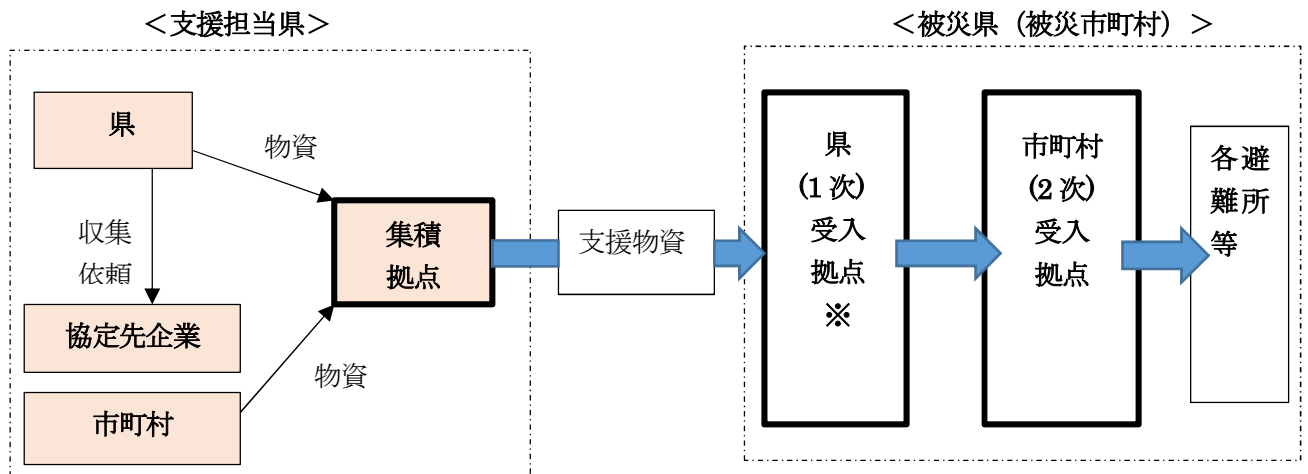 ＜支援担当県＞
県
物資
収集
依頼
集積
拠点
協定先企業
物資
市町村
支援物資
＜被災県（被災市町村）＞
県
(1 次)
受入
拠点
※
市町村
(2 次)
受入
拠点
各避
難所
等